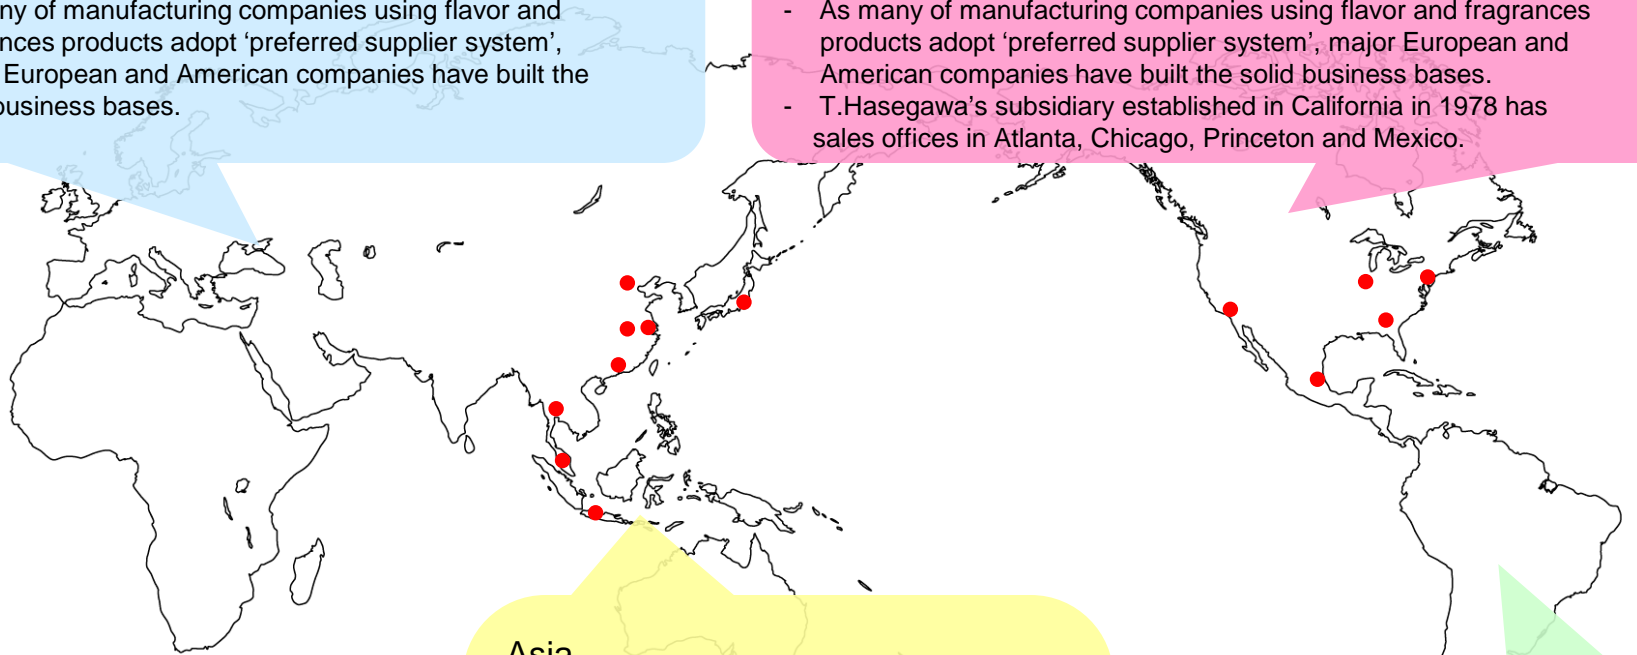 ny of manufacturing companies using flavor and
nces products adopt ‘preferred supplier system’,
European and American companies have built the
business bases.
- As many of manufacturing companies using flavor and fragrances
products adopt ‘preferred supplier system’, major European and
American companies have built the solid business bases.
- T.Hasegawa’s subsidiary established in California in 1978 has
sales offices in Atlanta, Chicago, Princeton and Mexico.
Asia